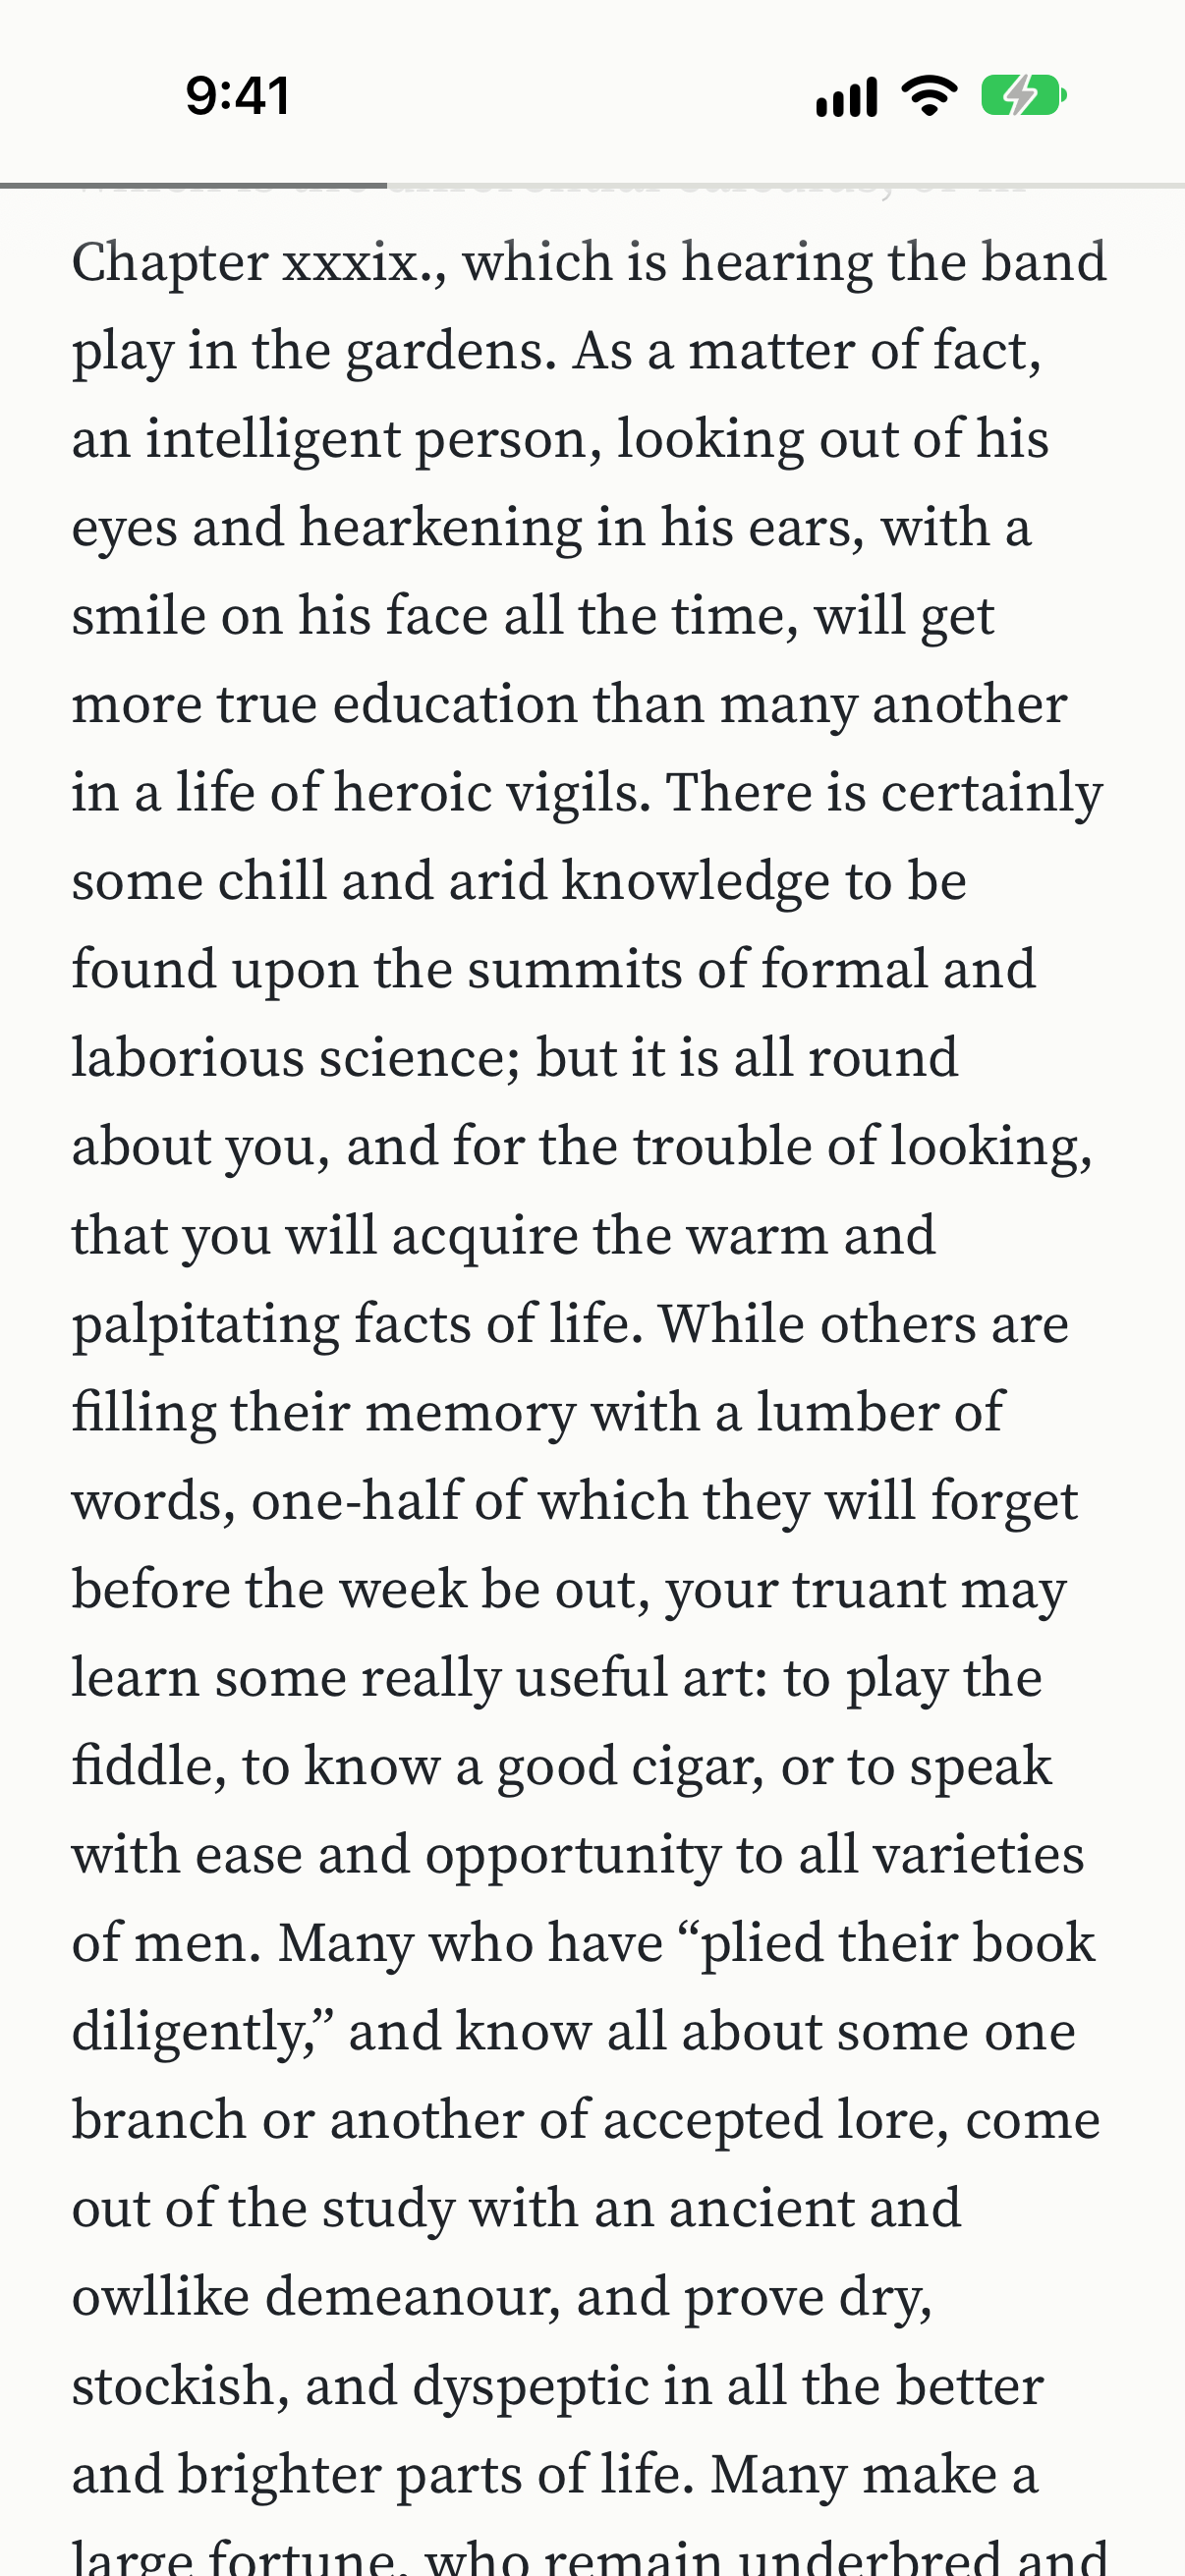 9:41
Chapter xxxix., which is hearing the band
play in the gardens. As a matter of fact,
an intelligent person, looking out of his
eyes and hearkening in his ears, with a
smile on his face all the time, will get
more true education than many another
in a life of heroic vigils. There is certainly
some chill and arid knowledge to be
found upon the summits of formal and
laborious science; but it is all round
about you, and for the trouble of looking,
that you will acquire the warm and
palpitating facts of life. While others are
filling their memory with a lumber of
words, one-half of which they will forget
before the week be out, your truant may
learn some really useful art: to play the
fiddle, to know a good cigar, or to speak
with ease and opportunity to all varieties
of men. Many who have “plied their book
diligently,” and know all about some one
branch or another of accepted lore, come
out of the study with an ancient and
owllike demeanour, and prove dry,
stockish, and dyspeptic in all the better
and brighter parts of life. Many make a
large fortune, who remain underbred and